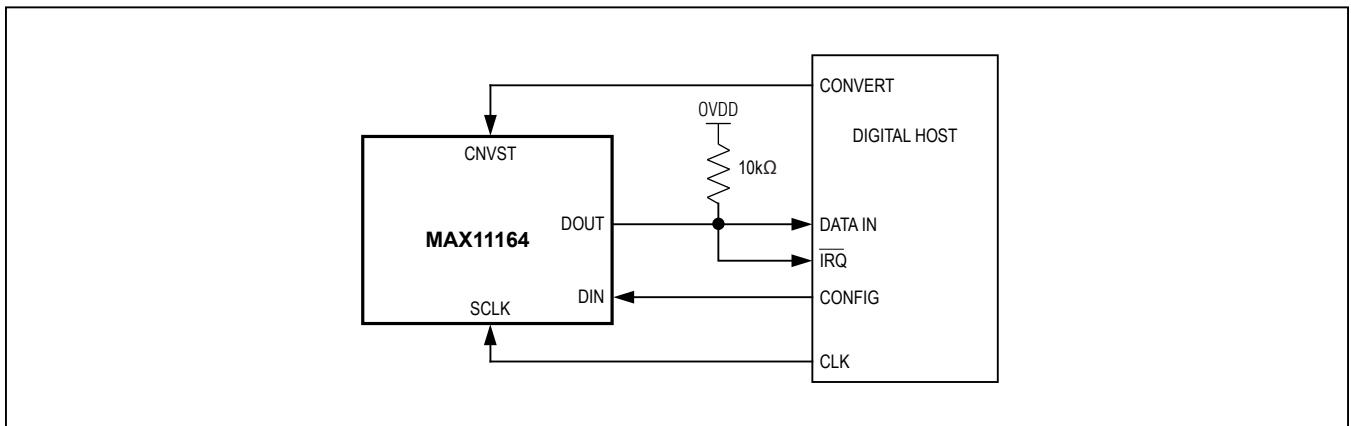 CONVERT
OVDD
DIGITAL HOST
CNVST
10kΩ
DOUT
DATA IN
MAX11164
IRQ
DIN
CONFIG
SCLK
CLK